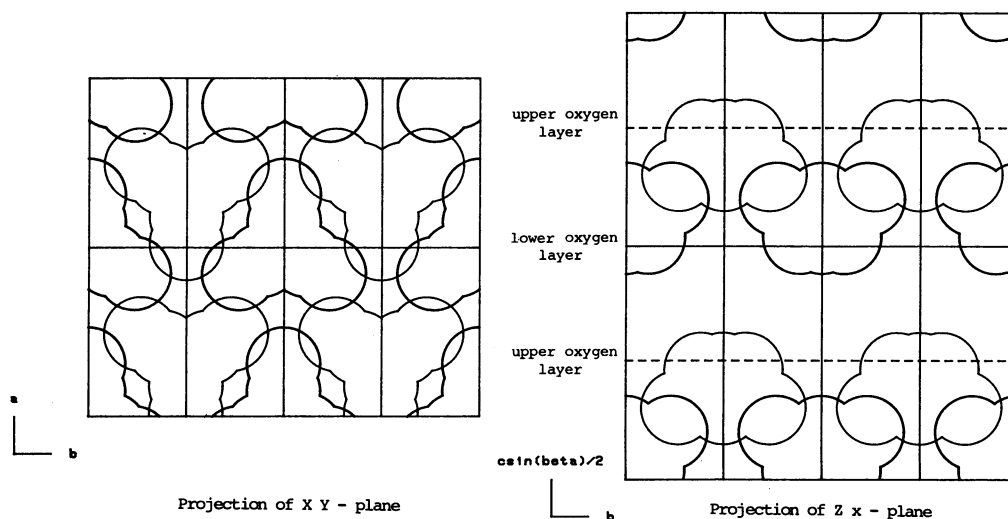 upper oxygen
layer
lower oxygen
layer
upper oxygen
layer
a
b
Projection of X Y - plane
csin(beta)/2
b
Projection of Z x - plane